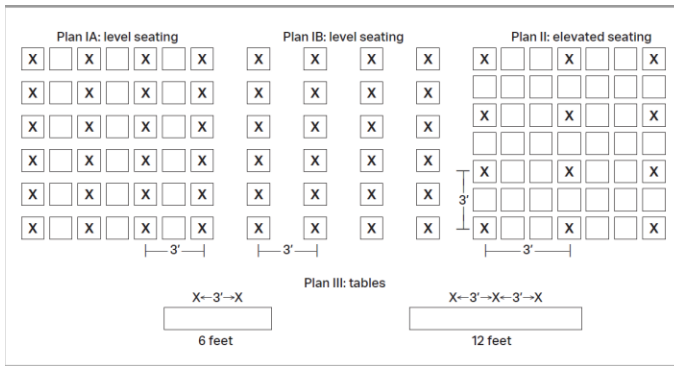 Plan IA: level seating
X X X X
X X X X
X X X X
X X X X
X X X X
X X X X
3'
Plan IB: level seating
X X X X
X X X X
X X X X
X X X X
X X X X
X X X X
3'
Plan II: elevated seating
X X X
X X X
X X X
3'
X X X
3'
Plan III: tables
X←3'→X
6 feet
X←3'→X←3'→X
12 feet